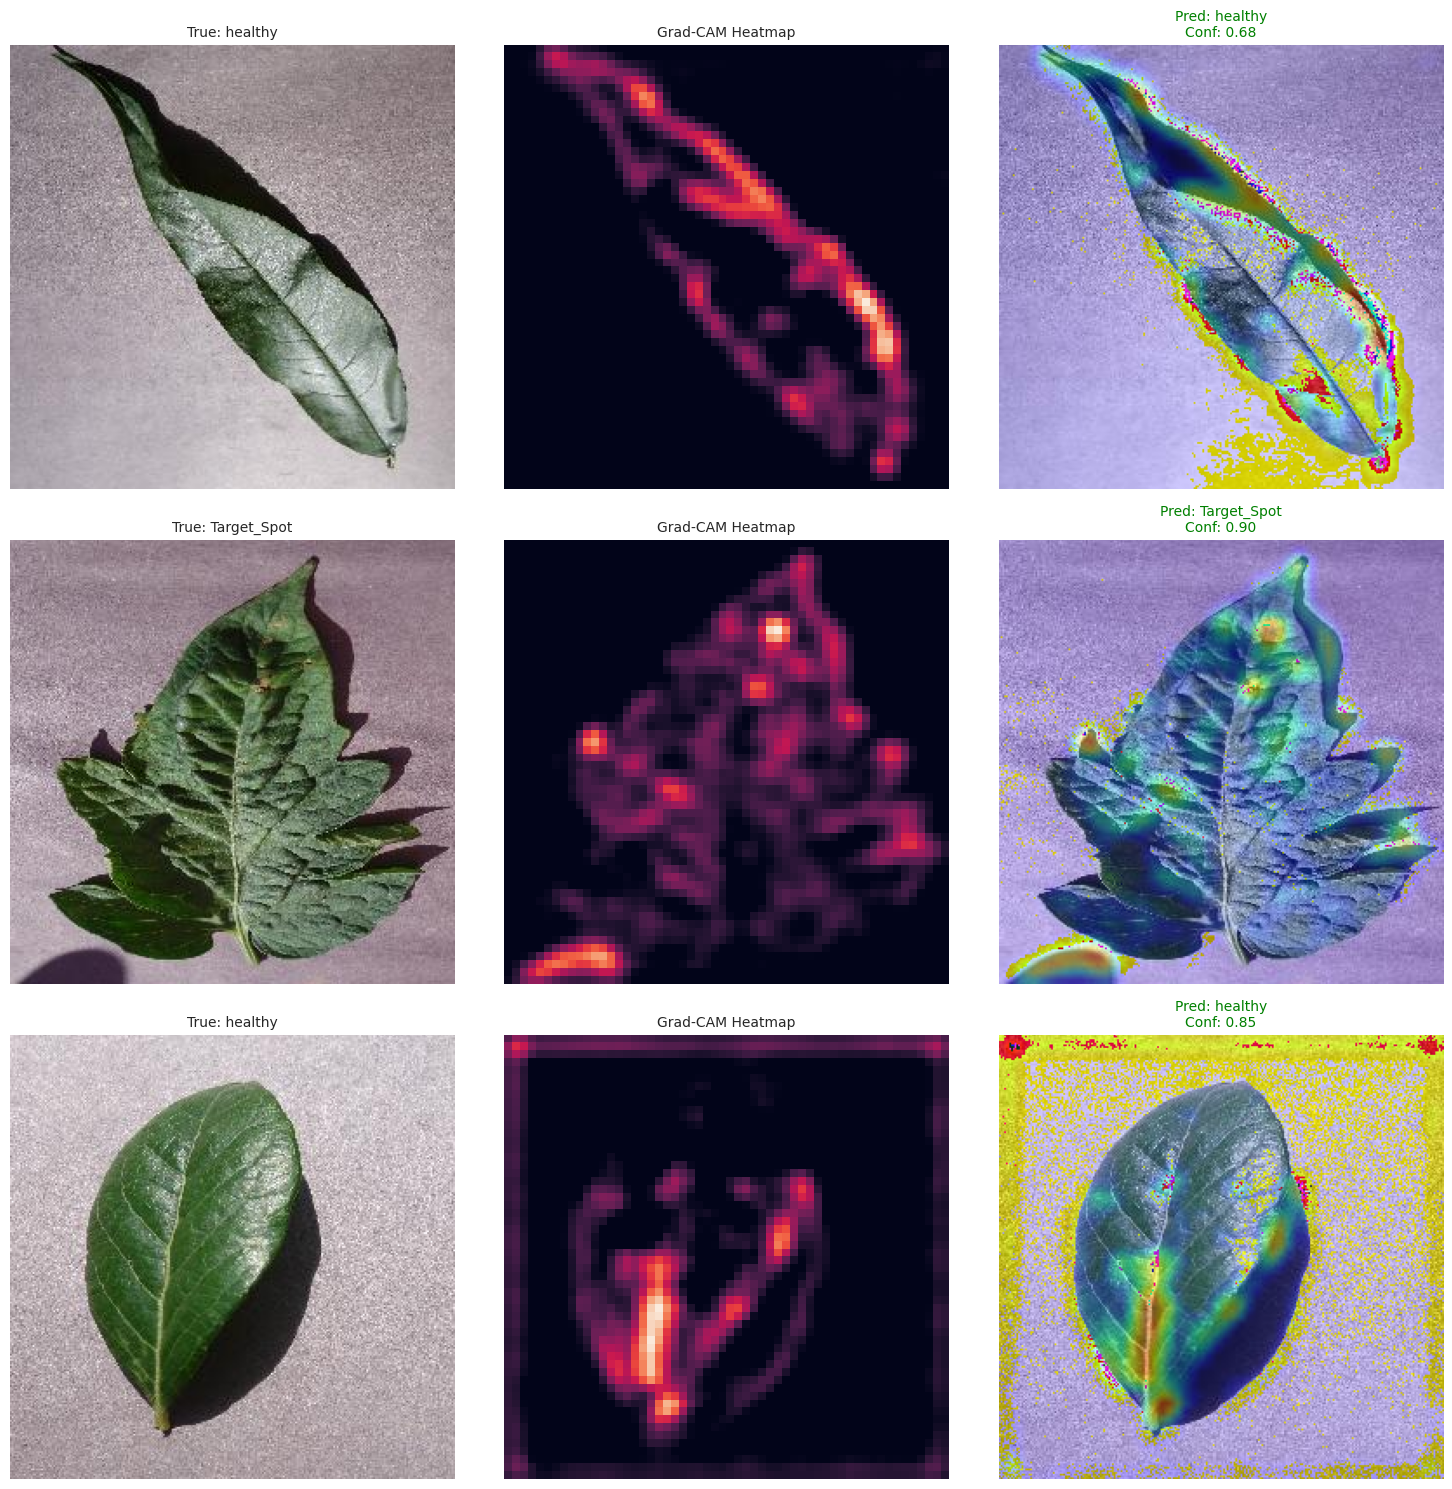 True: healthy
Grad-CAM Heatmap
Pred: healthy
Conf: 0.68
True: Target_Spot
Grad-CAM Heatmap
Pred: Target_Spot
Conf: 0.90
True: healthy
Grad-CAM Heatmap
Pred: healthy
Conf: 0.85